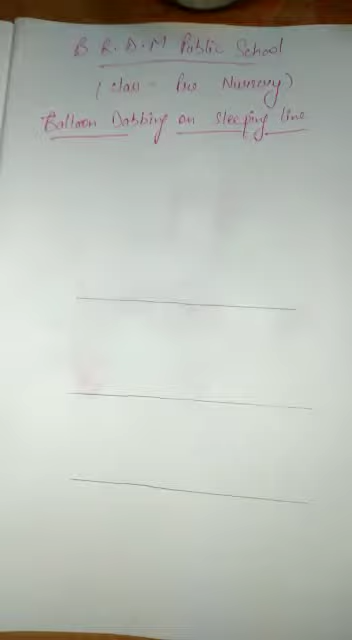 B R.D.M Public School
(Class - Pre Nursery)
Balloon Dabbing on sleeping line